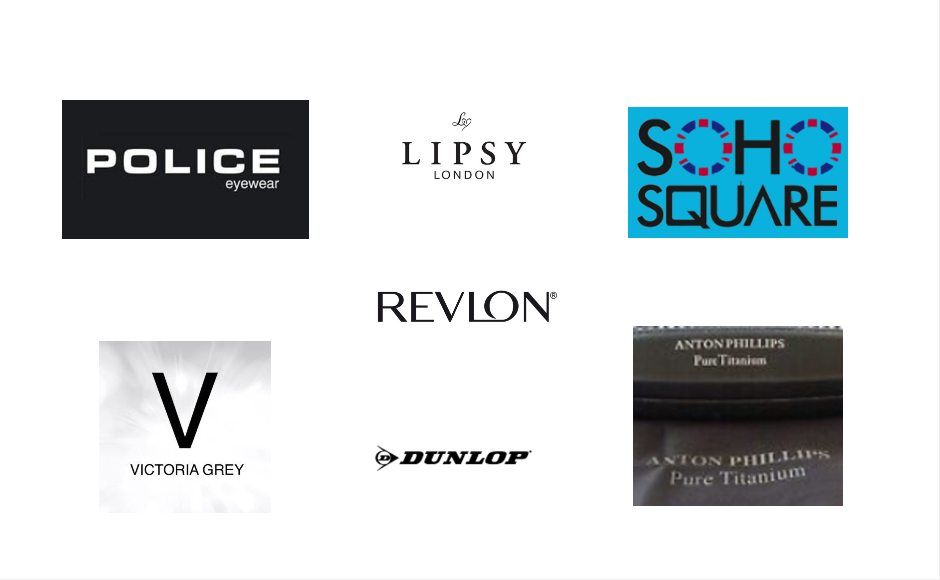 POLICE
eyewear
LIPSY
LONDON
SOHO
SQUARE
REVLON®
V
VICTORIA GREY
DUNLOP
ANTON PHILLIPS
Pure Titanium
ANTON PHILLIPS
Pure Titanium